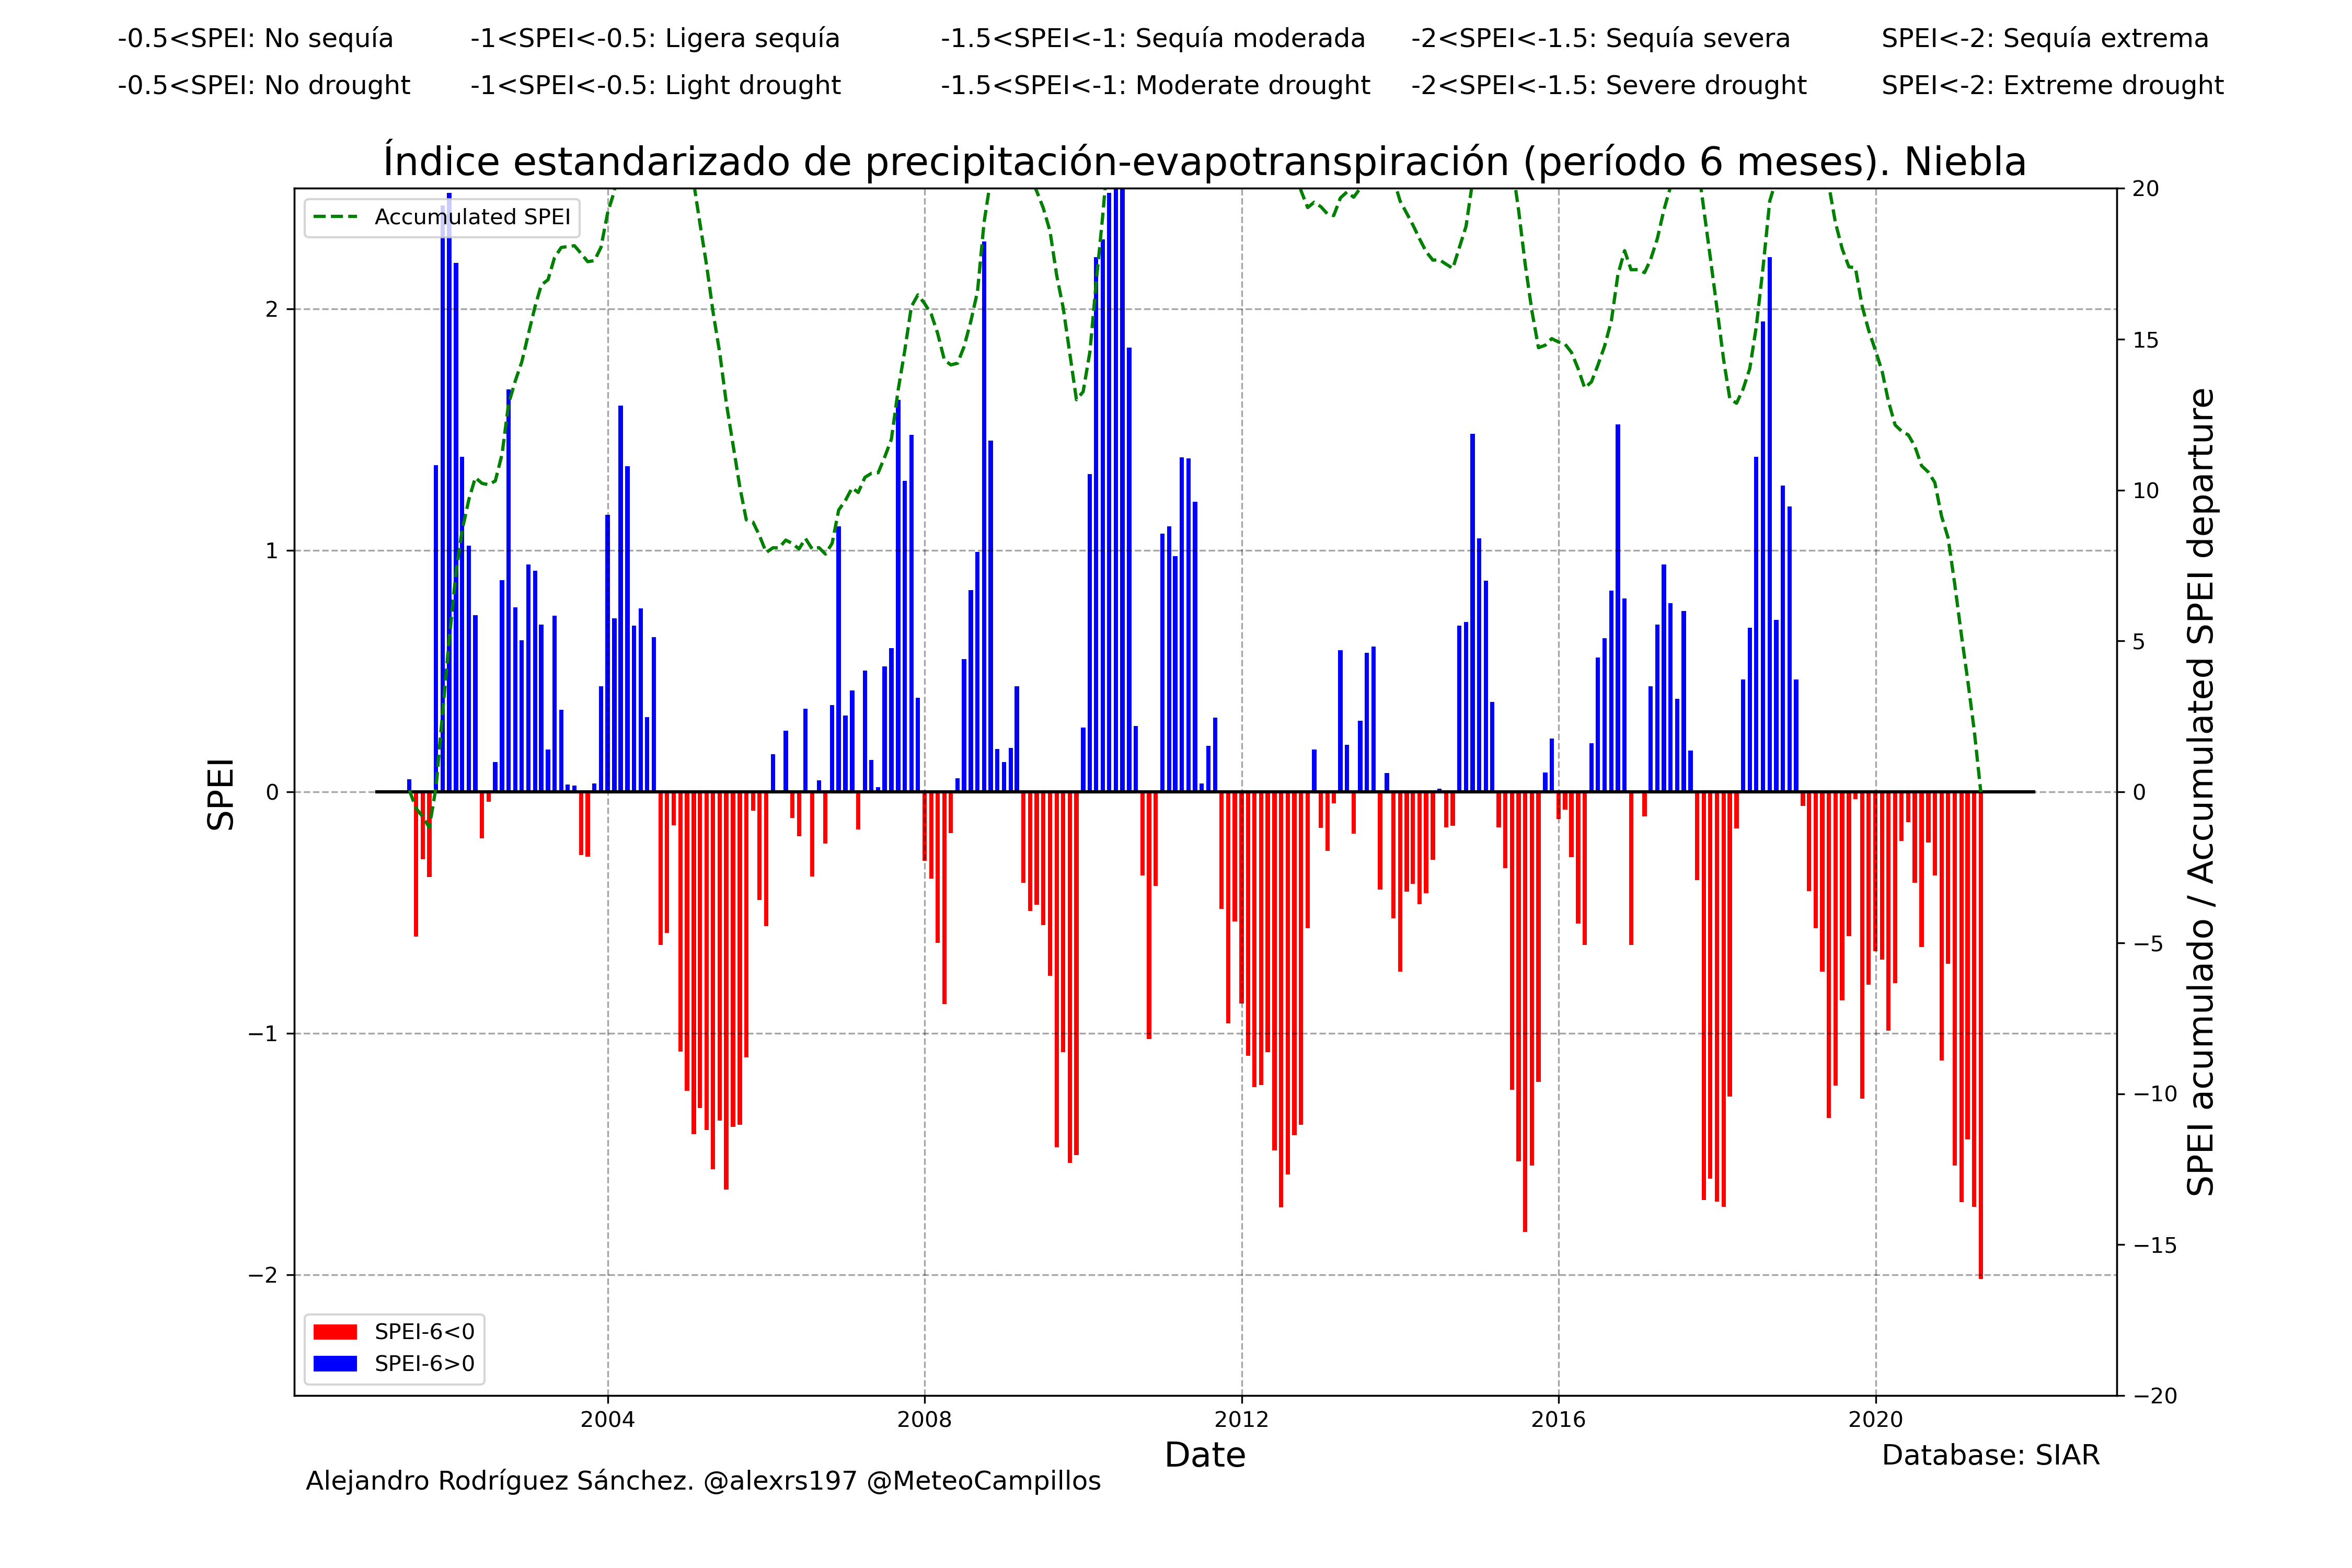 -0.5<SPEI: No sequía -1<SPEI<-0.5: Ligera sequía -1.5<SPEI<-1: Sequía moderada -2<SPEI<-1.5: Sequía severa SPEI<-2: Sequía extrema
-0.5<SPEI: No drought -1<SPEI<-0.5: Light drought -1.5<SPEI<-1: Moderate drought -2<SPEI<-1.5: Severe drought SPEI<-2: Extreme drought
Índice estandarizado de precipitación-evapotranspiración (período 6 meses). Niebla
Accumulated SPEI
2
1
0
−1
−2
SPEI
20
15
10
5
0
−5
−10
−15
−20
SPEI acumulado / Accumulated SPEI departure
SPEI-6<0
SPEI-6>0
2004 2008 2012 2016 2020
Date
Database: SIAR
Alejandro Rodríguez Sánchez. @alexrs197 @MeteoCampillos